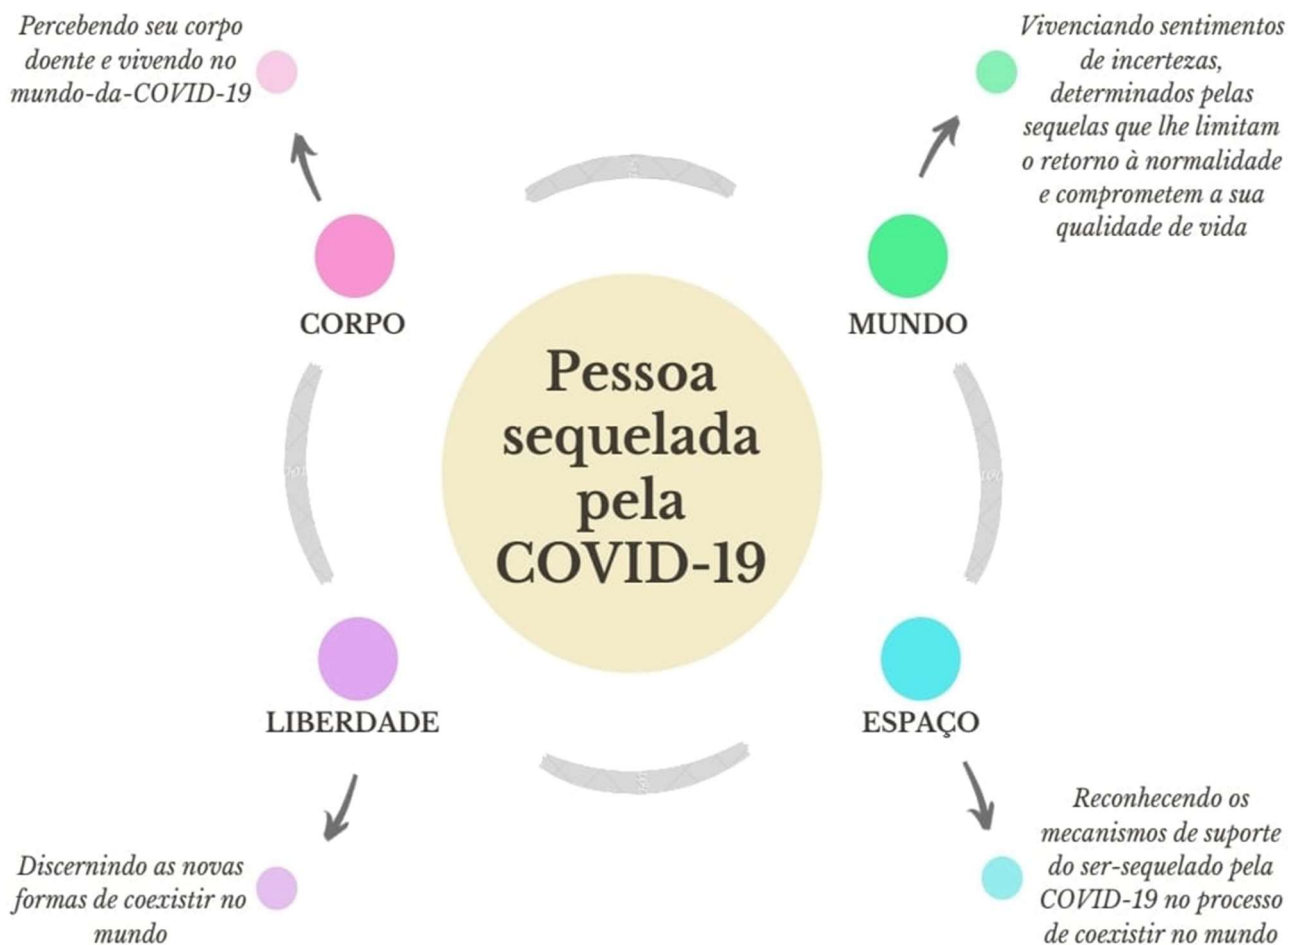 Percebendo seu corpo
doente e vivendo no
mundo-da-COVID-19
Vivenciando sentimentos
de incertezas,
determinados pelas
sequelas que lhe limitam
o retorno à normalidade
e comprometem a sua
qualidade de vida
CORPO
MUNDO
Pessoa
sequelada
pela
COVID-19
LIBERDADE
ESPAÇO
Discernindo as novas
formas de coexistir no
mundo
Reconhecendo os
mecanismos de suporte
do ser-sequelado pela
COVID-19 no processo
de coexistir no mundo